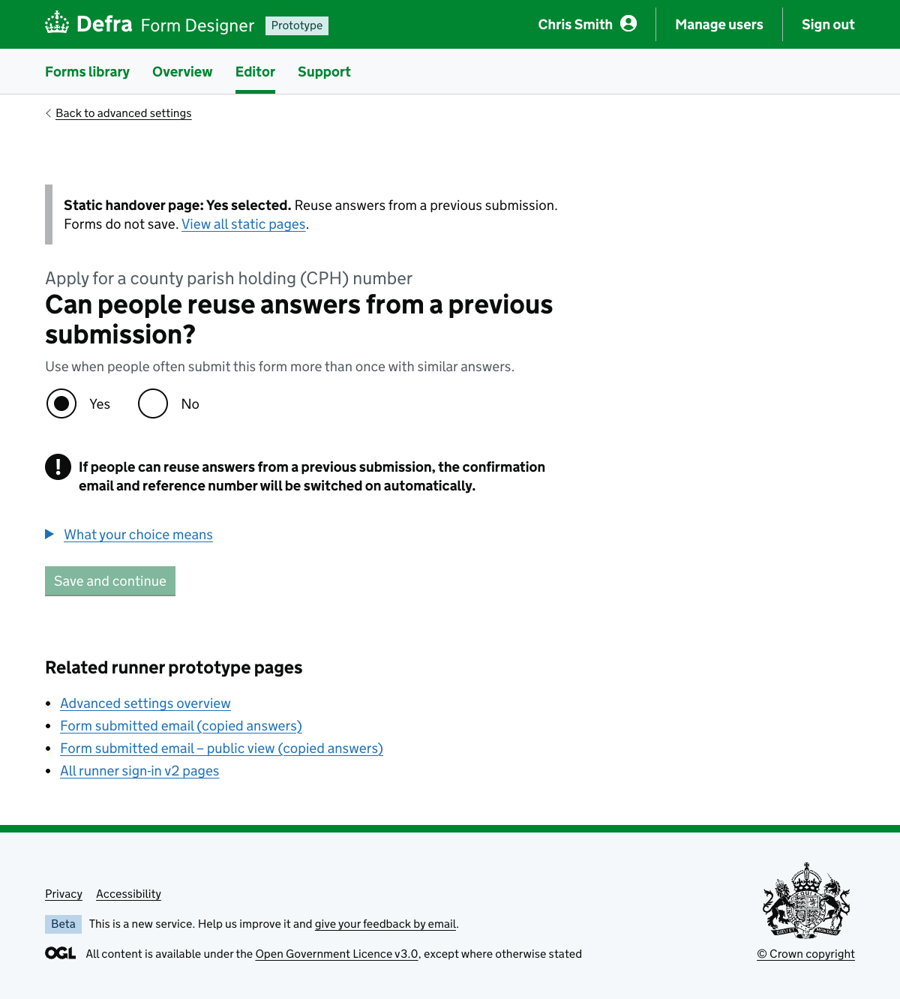 Defra Form Designer Prototype
Chris Smith
Manage users
Sign out
Forms library
Overview
Editor
Support
Back to advanced settings
Static handover page: Yes selected. Reuse answers from a previous submission.
Forms do not save. View all static pages.
Apply for a county parish holding (CPH) number
Can people reuse answers from a previous
submission?
Use when people often submit this form more than once with similar answers.
Yes
No
! If people can reuse answers from a previous submission, the confirmation
email and reference number will be switched on automatically.
What your choice means
Save and continue
Related runner prototype pages
• Advanced settings overview
• Form submitted email (copied answers)
• Form submitted email – public view (copied answers)
• All runner sign-in v2 pages
Privacy
Accessibility
Beta This is a new service. Help us improve it and give your feedback by email.
OGL All content is available under the Open Government Licence v3.0, except where otherwise stated
© Crown copyright